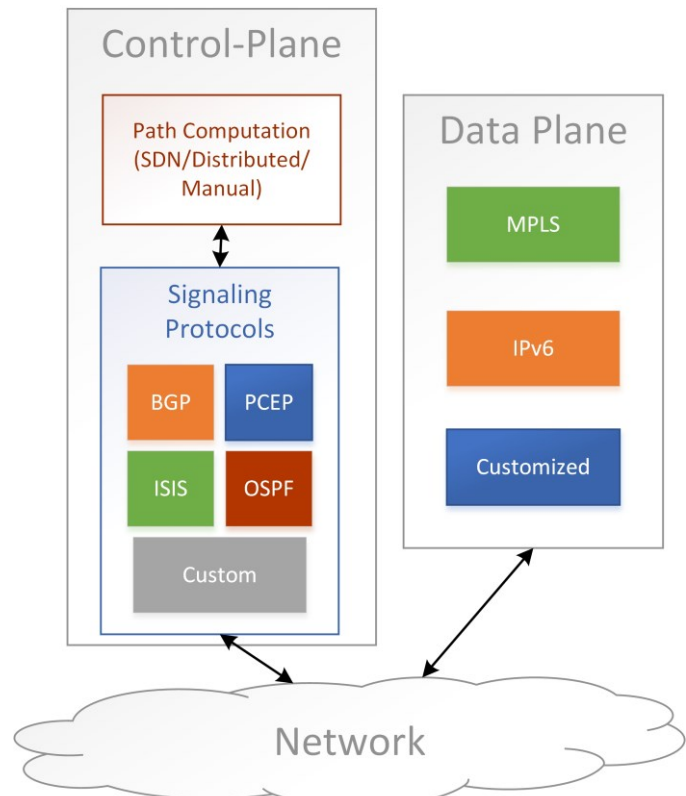 Control-Plane
Path Computation
(SDN/Distributed/
Manual)
Signaling
Protocols
BGP
PCEP
ISIS
OSPF
Custom
Data Plane
MPLS
IPv6
Customized
Network